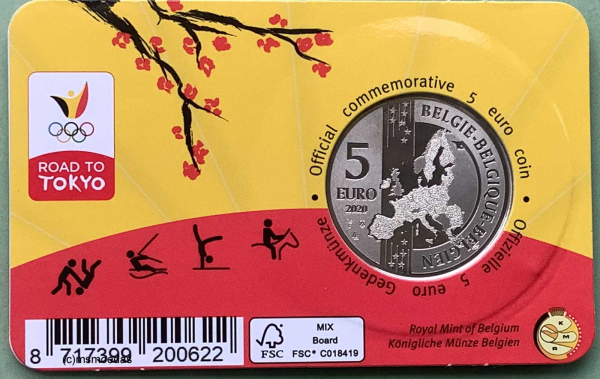 ROAD TO
TOKYO
Official commemorative 5 euro coin
Offizielle 5 euro Gedenkmünze
5
EURO
2020
BELGIE-BELGIQUE-BELGIEN
8 717399 200622
(c)msmoedas
FSC
MIX
Board
FSC® C018419
Royal Mint of Belgium
Königliche Münze Belgien
K
M
B